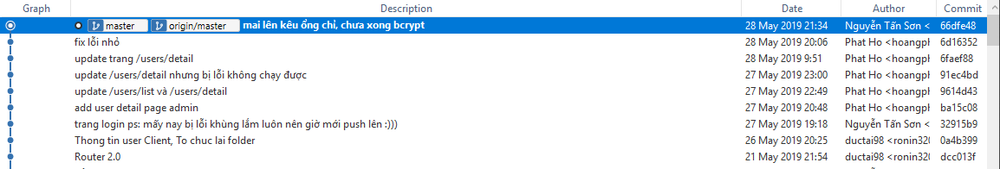 Graph Description Date Author Commit
master origin/master mai lên kêu ổng chỉ, chưa xong bcrypt 28 May 2019 21:34 Nguyễn Tấn Sơn < 66dfe48
fix lỗi nhỏ 28 May 2019 20:06 Phat Ho <hoangph 6d16352
update trang /users/detail 28 May 2019 9:51 Phat Ho <hoangph 6faef88
update /users/detail nhưng bị lỗi không chạy được 27 May 2019 23:00 Phat Ho <hoangph 91ec4bd
update /users/list và /users/detail 27 May 2019 22:49 Phat Ho <hoangph 9614d43
add user detail page admin 27 May 2019 20:48 Phat Ho <hoangph ba15c08
trang login ps: mấy nay bị lỗi khùng lắm luôn nên giờ mới push lên :))) 27 May 2019 19:18 Nguyễn Tấn Sơn < 32915b9
Thong tin user Client, To chuc lai folder 26 May 2019 20:25 ductai98 <ronin320 0a4b399
Router 2.0 21 May 2019 21:54 ductai98 <ronin320 dcc013f